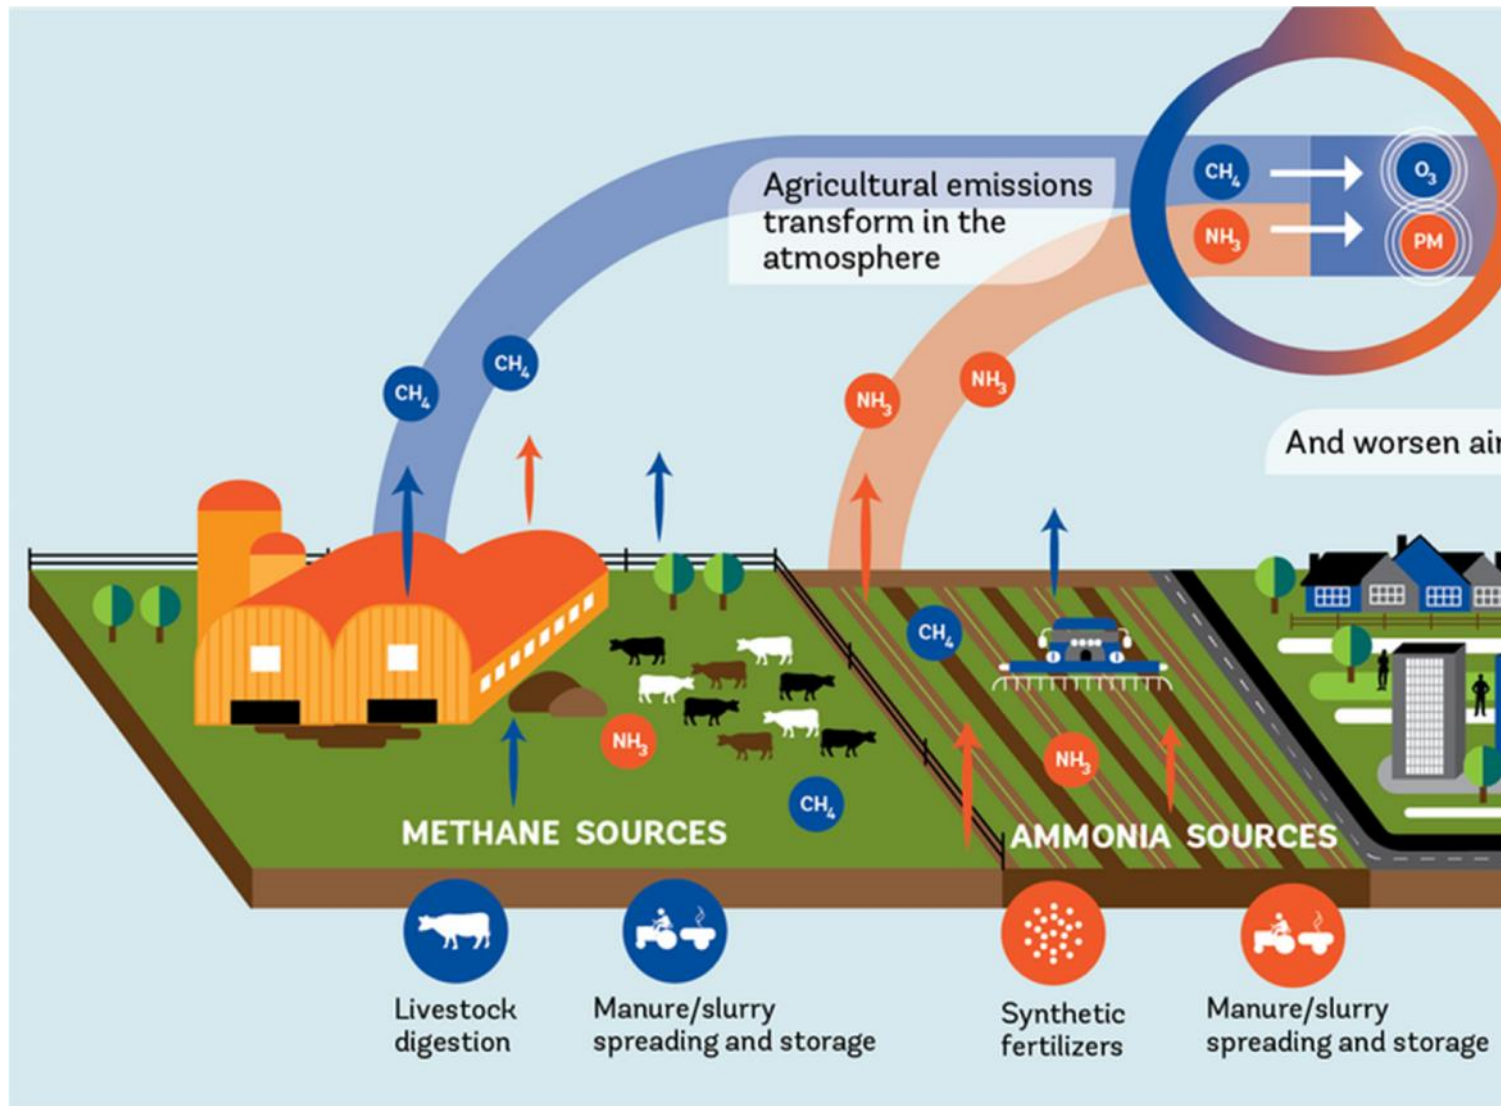 Agricultural emissions
transform in the
atmosphere
CH₄
O₃
NH₃
PM
CH₄
CH₄
NH₃
NH₃
And worsen air
CH₄
NH₃
NH₃
CH₄
METHANE SOURCES
AMMONIA SOURCES
Livestock
digestion
Manure/slurry
spreading and storage
Synthetic
fertilizers
Manure/slurry
spreading and storage